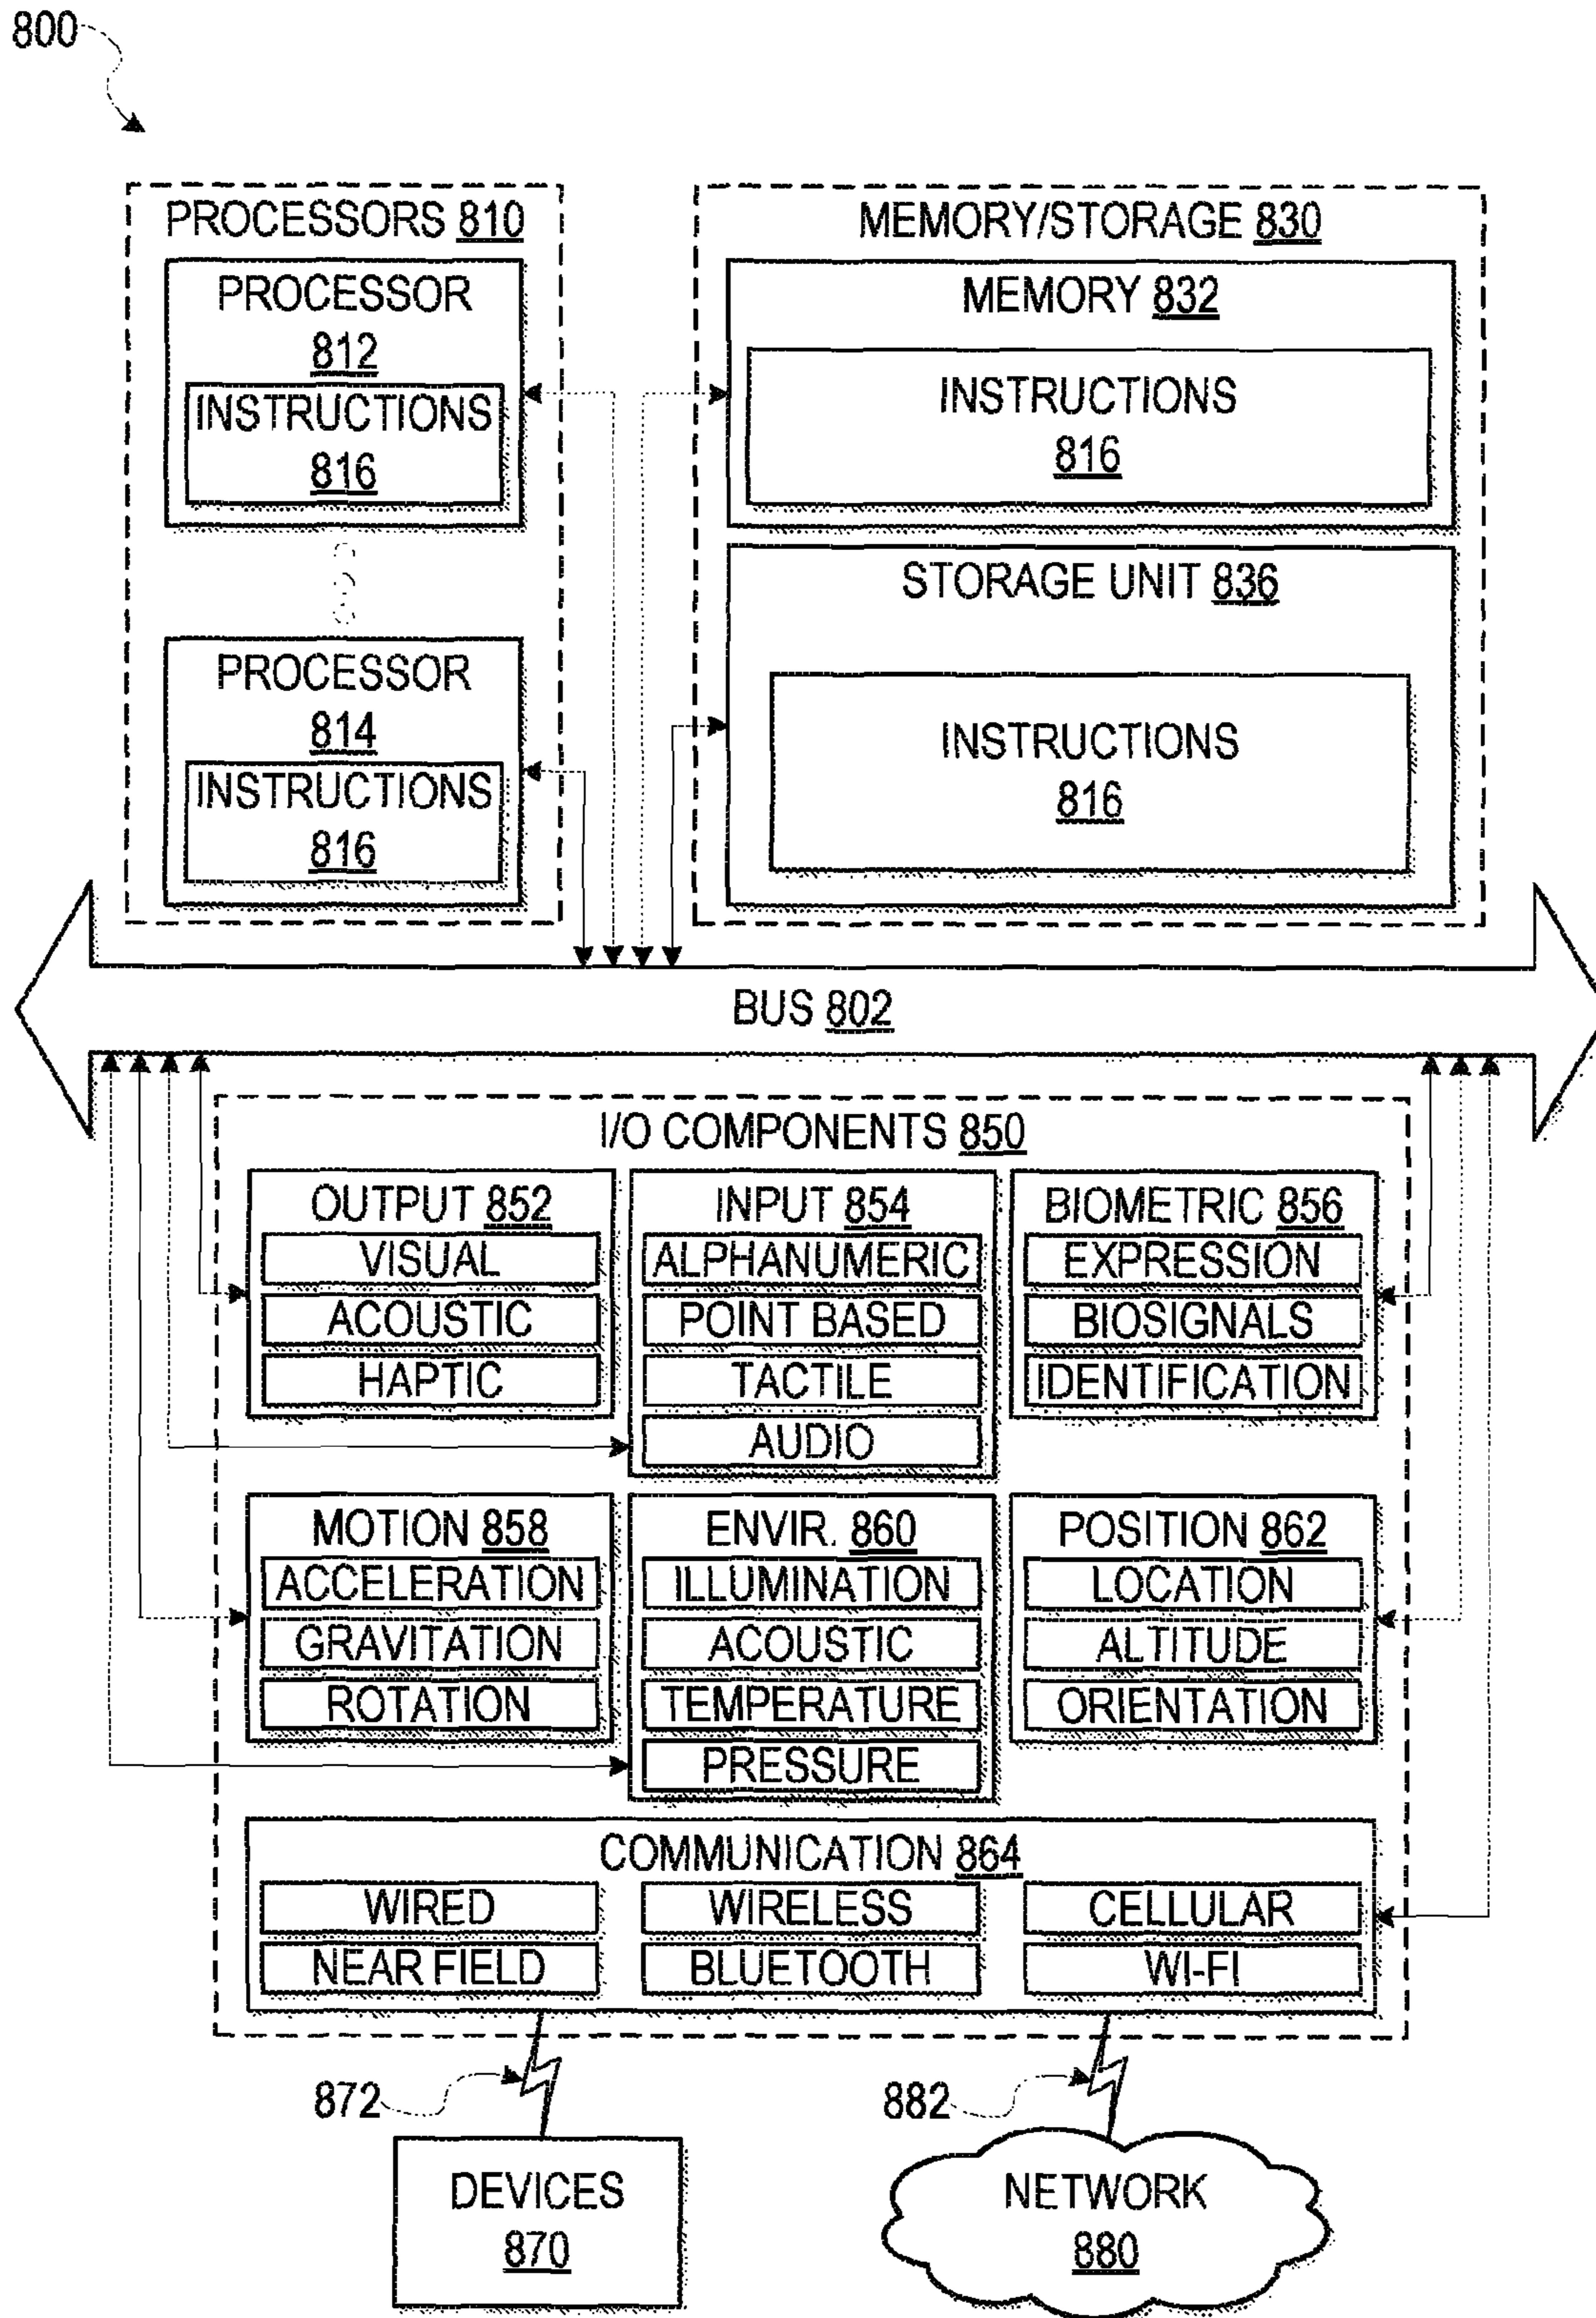 800
PROCESSORS 810
PROCESSOR
812
INSTRUCTIONS
816
PROCESSOR
814
INSTRUCTIONS
816
MEMORY/STORAGE 830
MEMORY 832
INSTRUCTIONS
816
STORAGE UNIT 836
INSTRUCTIONS
816
BUS 802
I/O COMPONENTS 850
OUTPUT 852
VISUAL
ACOUSTIC
HAPTIC
INPUT 854
ALPHANUMERIC
POINT BASED
TACTILE
AUDIO
BIOMETRIC 856
EXPRESSION
BIOSIGNALS
IDENTIFICATION
MOTION 858
ACCELERATION
GRAVITATION
ROTATION
ENVIR. 860
ILLUMINATION
ACOUSTIC
TEMPERATURE
PRESSURE
POSITION 862
LOCATION
ALTITUDE
ORIENTATION
COMMUNICATION 864
WIRED
WIRELESS
CELLULAR
NEAR FIELD
BLUETOOTH
WI-FI
872
882
DEVICES
870
NETWORK
880